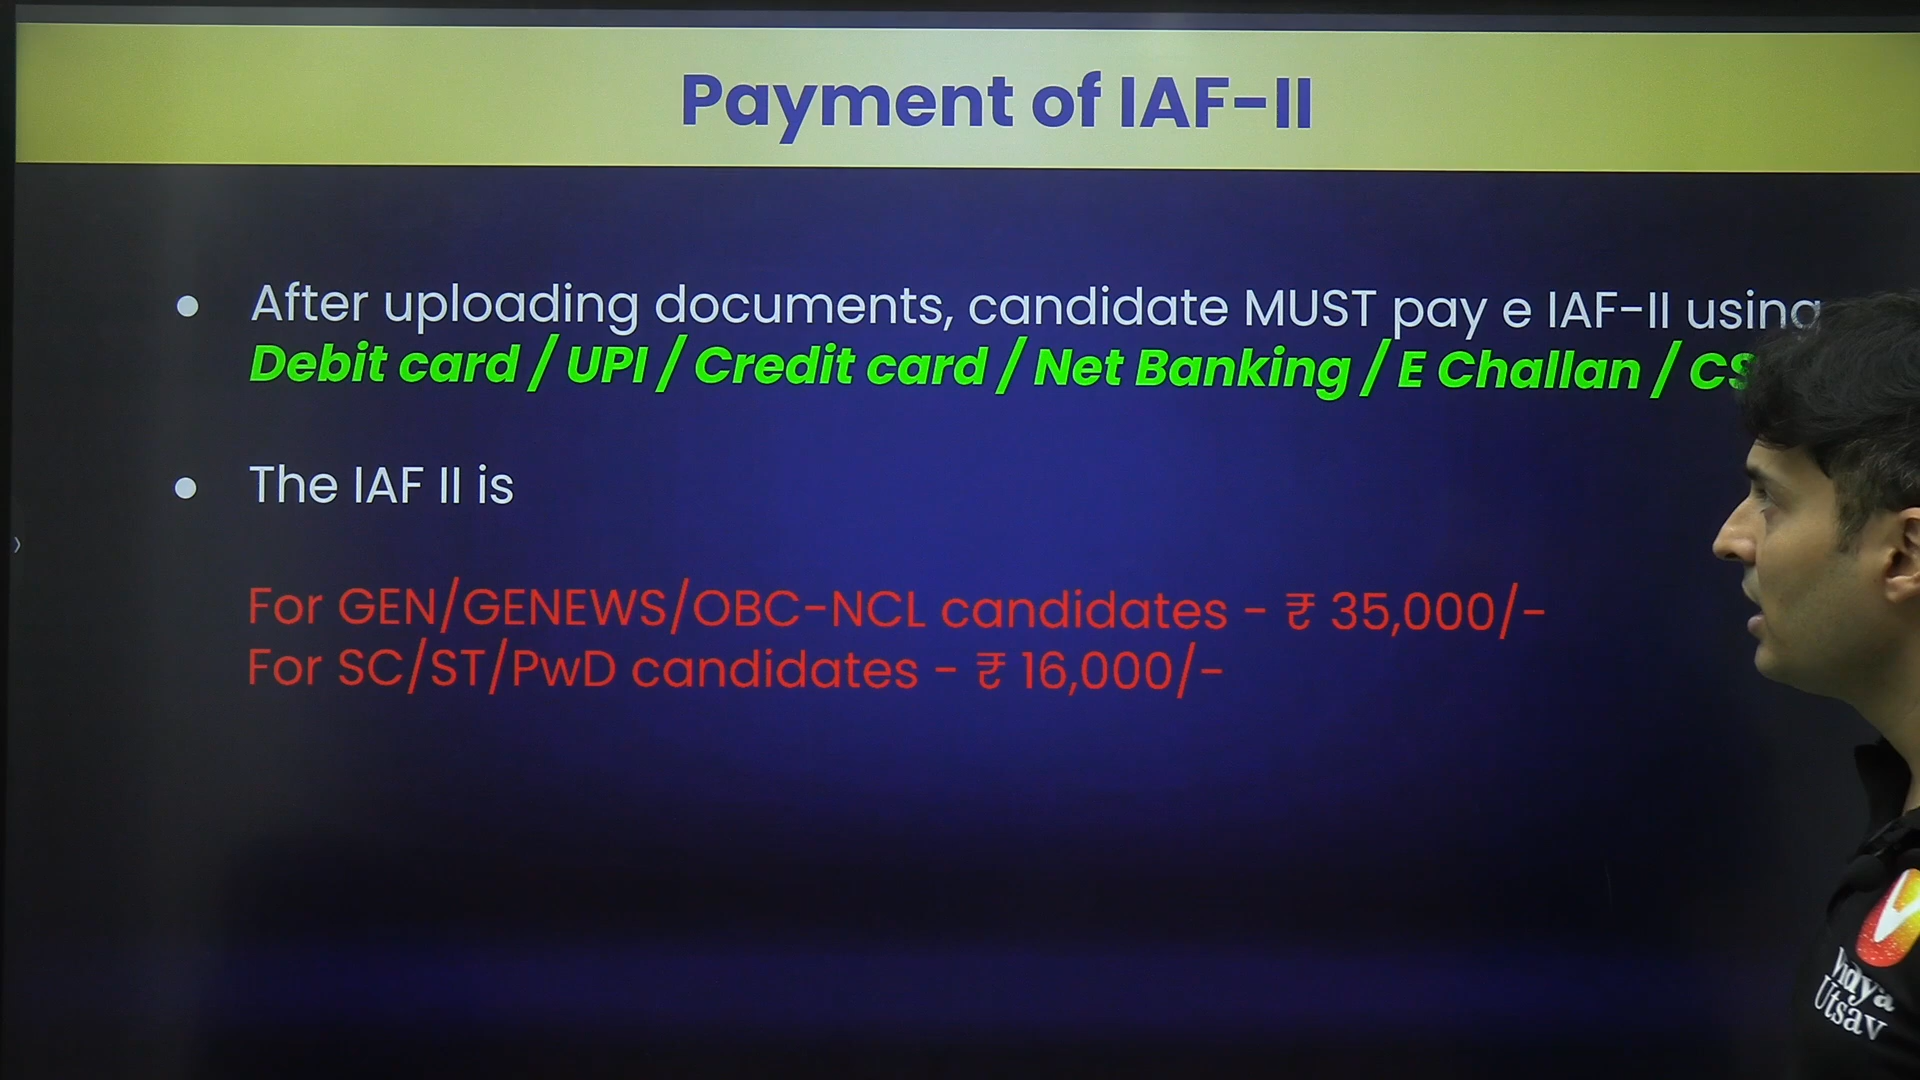 Payment of IAF-II
● After uploading documents, candidate MUST pay e IAF-II using
Debit card / UPI / Credit card / Net Banking / E Challan /
● The IAF II is
For GEN/GENEWS/OBC-NCL candidates - ₹ 35,000/-
For SC/ST/PwD candidates - ₹ 16,000/-
Vidya
Utsav